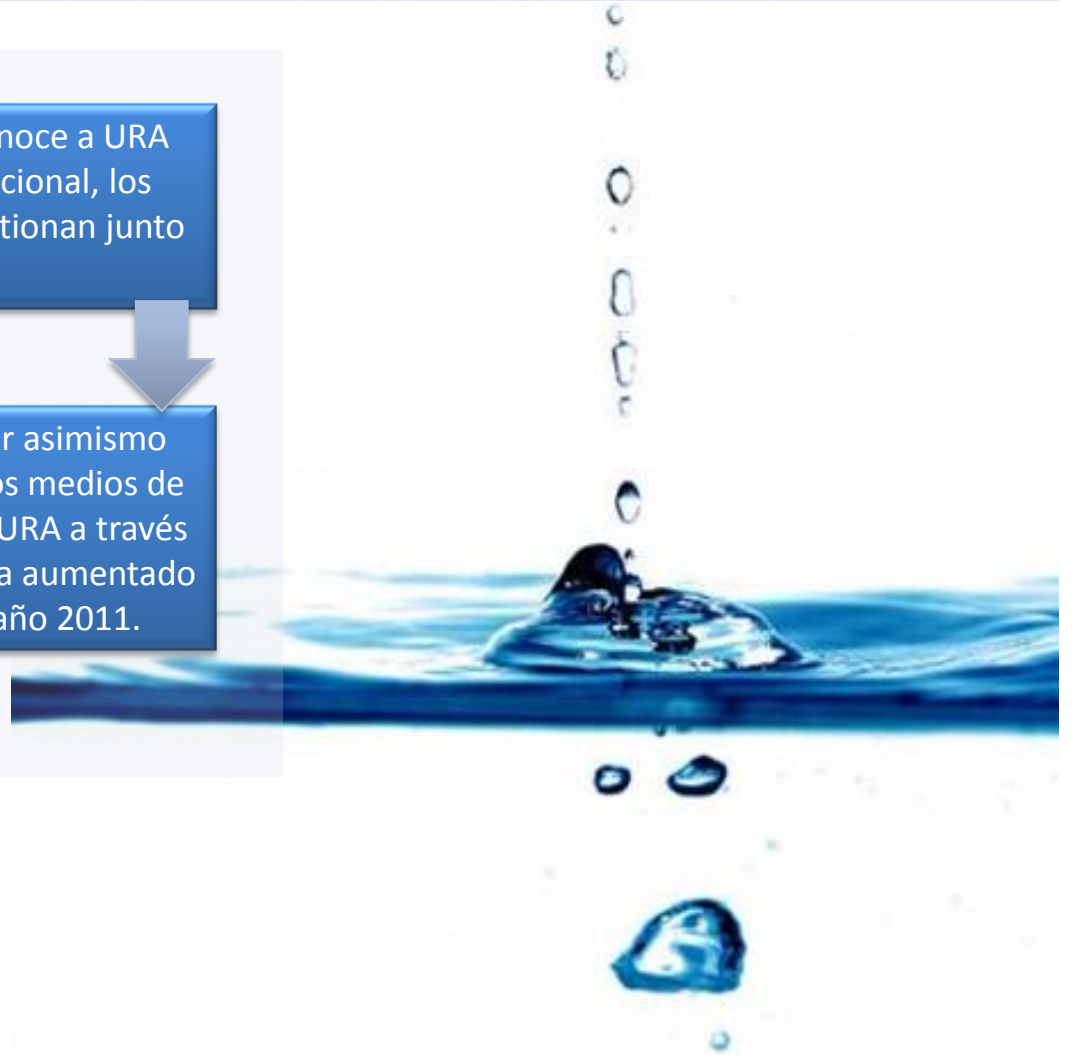 noce a URA
cional, los
tionan junto
r asimismo
os medios de
URA a través
a aumentado
año 2011.